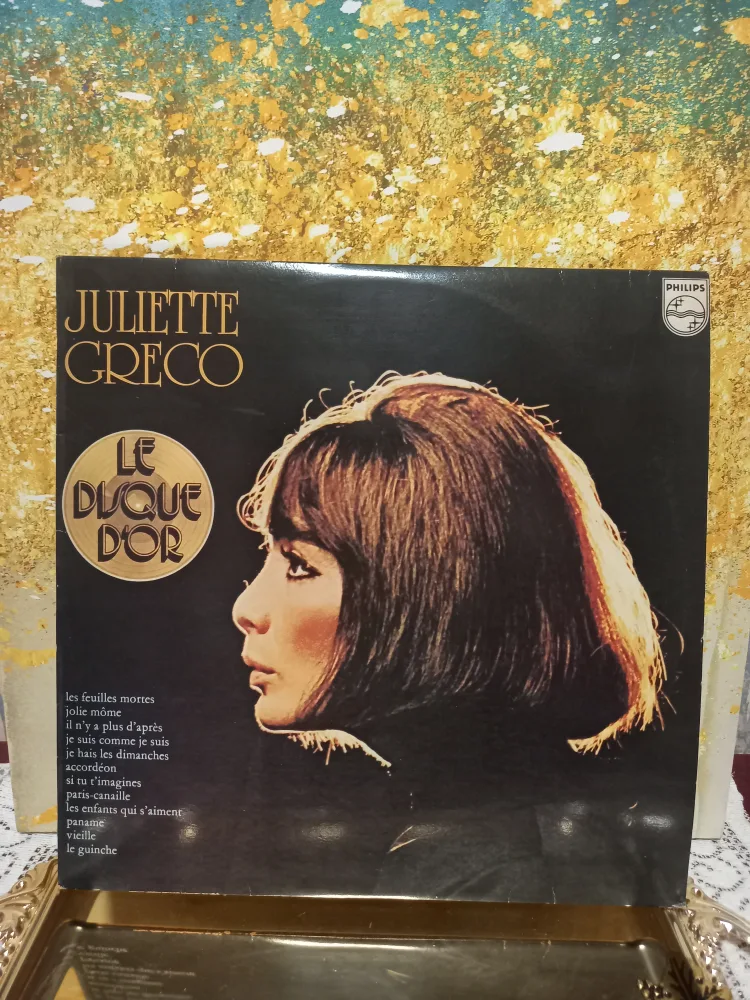 JULIETTE
GRECO
PHILIPS
LE
DISQUE
D'OR
les feuilles mortes
jolie môme
il n'y a plus d'après
je suis comme je suis
je hais les dimanches
accordéon
si tu t'imagines
paris-canaille
les enfants qui s'aiment
paname
vieille
le guinche